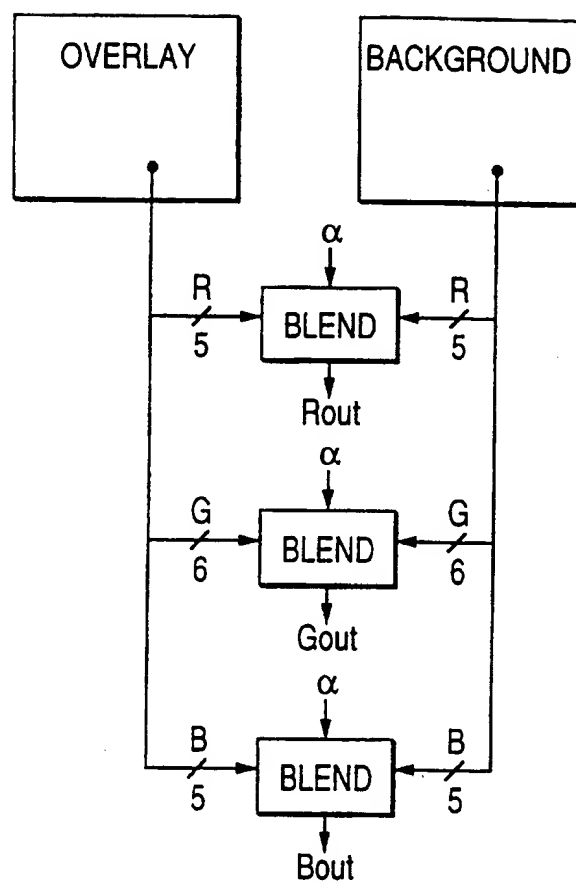 OVERLAY BACKGROUND
α
R R
BLEND
5 5
Rout
α
G G
BLEND
6 6
Gout
α
B B
BLEND
5 5
Bout